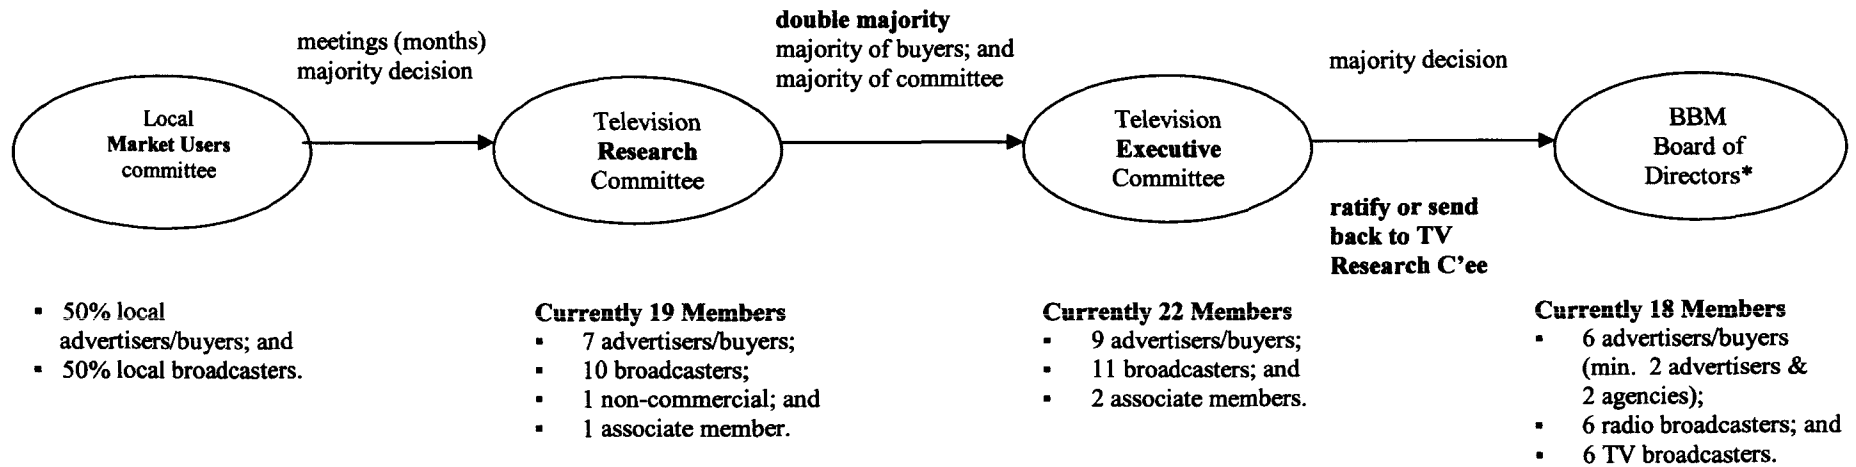 meetings (months)
majority decision
double majority
majority of buyers; and
majority of committee
majority decision
Local
Market Users
committee
Television
Research
Committee
Television
Executive
Committee
BBM
Board of
Directors*
ratify or send
back to TV
Research C'ee
▪ 50% local
advertisers/buyers; and
▪ 50% local broadcasters.
Currently 19 Members
▪ 7 advertisers/buyers;
▪ 10 broadcasters;
▪ 1 non-commercial; and
▪ 1 associate member.
Currently 22 Members
▪ 9 advertisers/buyers;
▪ 11 broadcasters; and
▪ 2 associate members.
Currently 18 Members
▪ 6 advertisers/buyers
(min. 2 advertisers &
2 agencies);
▪ 6 radio broadcasters; and
▪ 6 TV broadcasters.